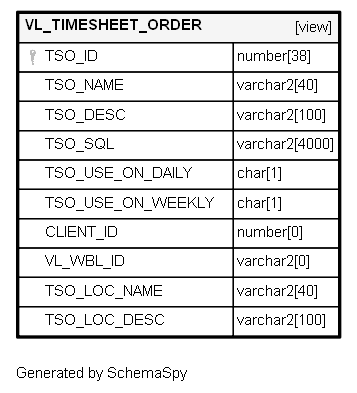 VL_TIMESHEET_ORDER [view]
TSO_ID number[38]
TSO_NAME varchar2[40]
TSO_DESC varchar2[100]
TSO_SQL varchar2[4000]
TSO_USE_ON_DAILY char[1]
TSO_USE_ON_WEEKLY char[1]
CLIENT_ID number[0]
VL_WBL_ID varchar2[0]
TSO_LOC_NAME varchar2[40]
TSO_LOC_DESC varchar2[100]
Generated by SchemaSpy